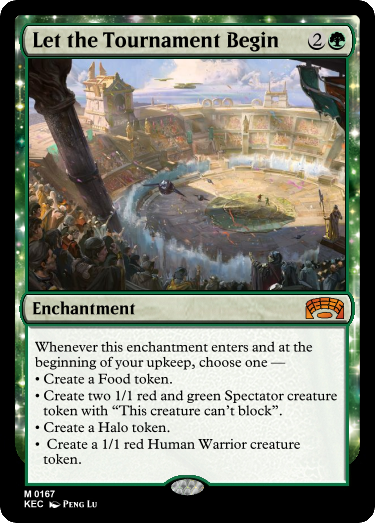 Let the Tournament Begin 2
Enchantment
Whenever this enchantment enters and at the
beginning of your upkeep, choose one —
• Create a Food token.
• Create two 1/1 red and green Spectator creature
token with “This creature can't block”.
• Create a Halo token.
• Create a 1/1 red Human Warrior creature
token.
M 0167
KEC Peng Lu